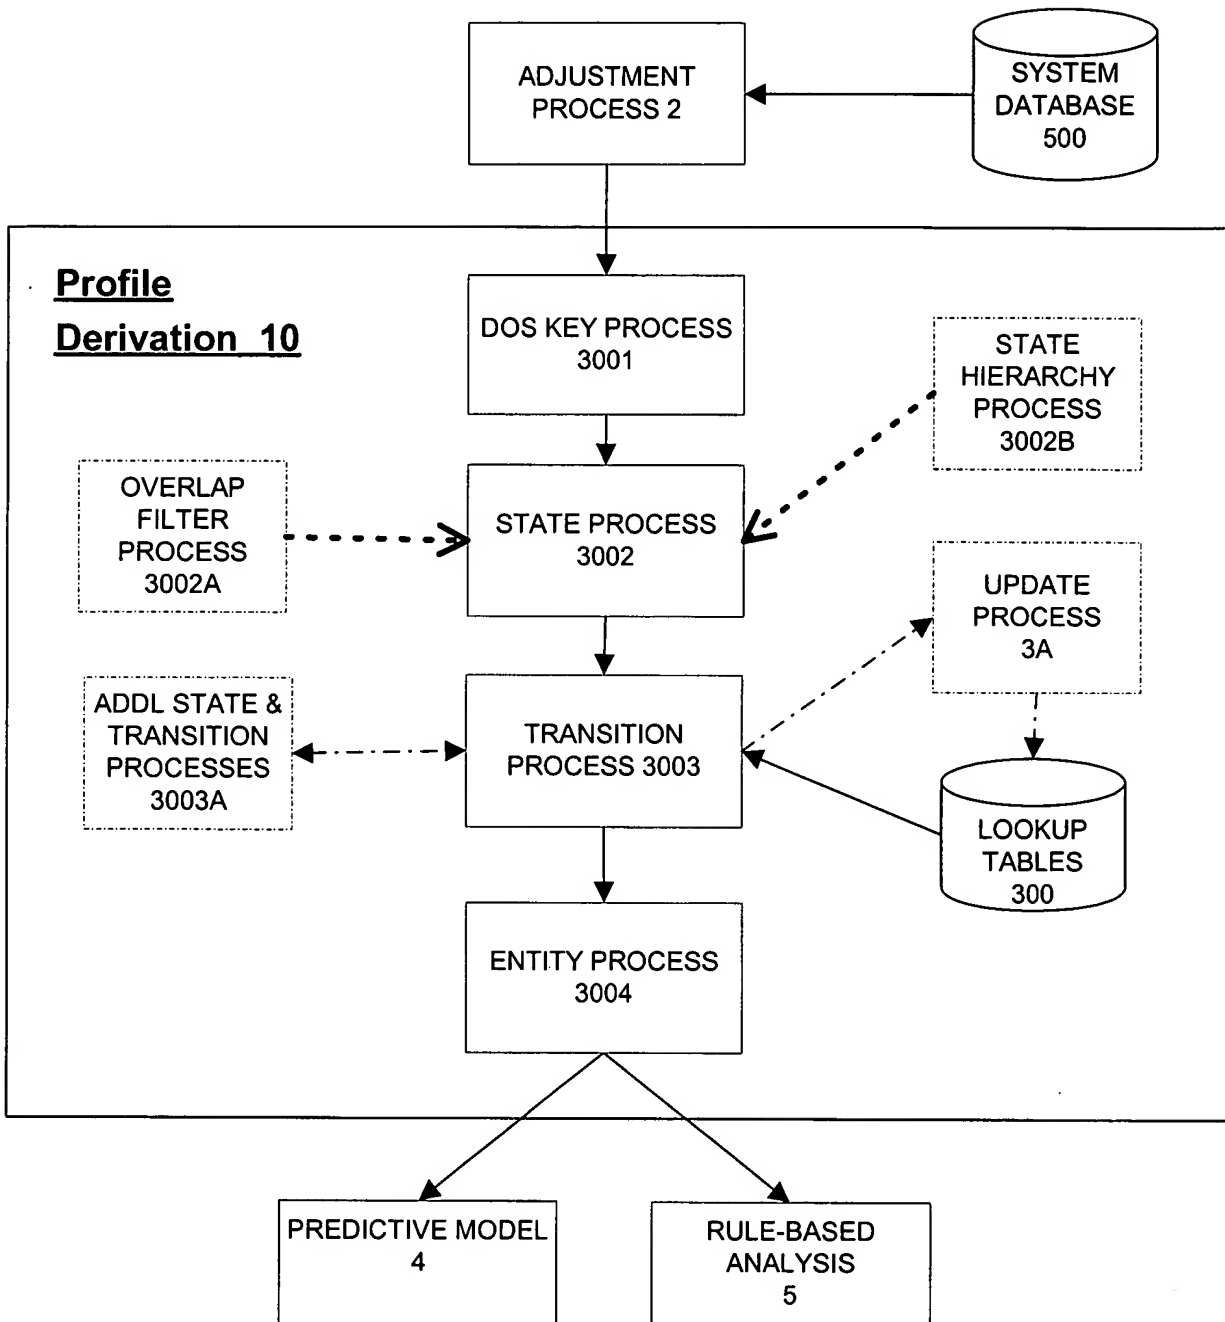 ADJUSTMENT
PROCESS 2
SYSTEM
DATABASE
500
Profile
Derivation 10
DOS KEY PROCESS
3001
STATE
HIERARCHY
PROCESS
3002B
OVERLAP
FILTER
PROCESS
3002A
STATE PROCESS
3002
UPDATE
PROCESS
3A
ADDL STATE &
TRANSITION
PROCESSES
3003A
TRANSITION
PROCESS 3003
LOOKUP
TABLES
300
ENTITY PROCESS
3004
PREDICTIVE MODEL
4
RULE-BASED
ANALYSIS
5